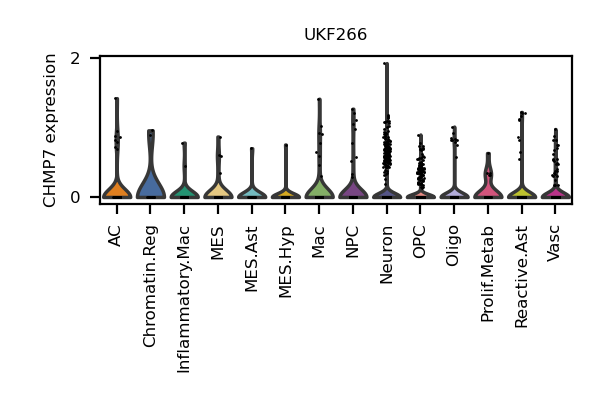 UKF266
CHMP7 expression
2
0
AC
Chromatin.Reg
Inflammatory.Mac
MES
MES.Ast
MES.Hyp
Mac
NPC
Neuron
OPC
Oligo
Prolif.Metab
Reactive.Ast
Vasc